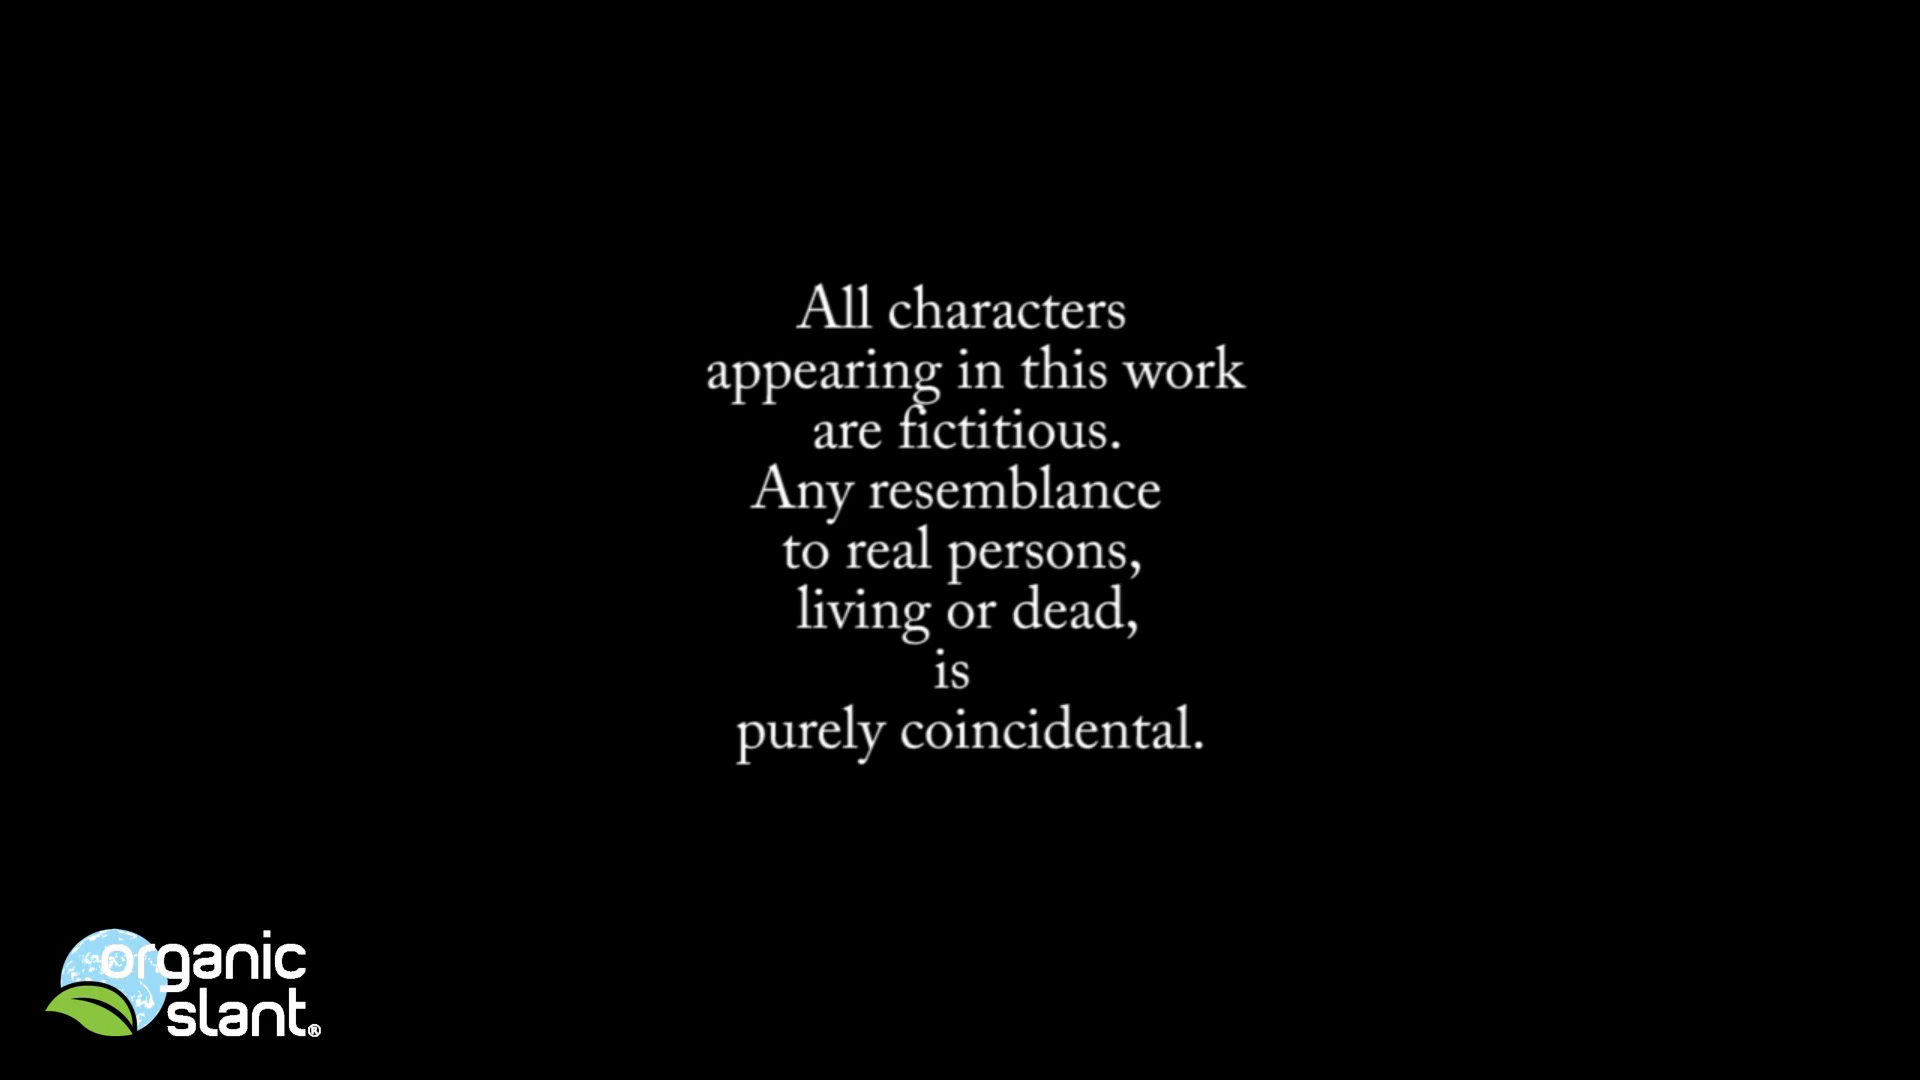 All characters
appearing in this work
are fictitious.
Any resemblance
to real persons,
living or dead,
is
purely coincidental.
organic
slant®